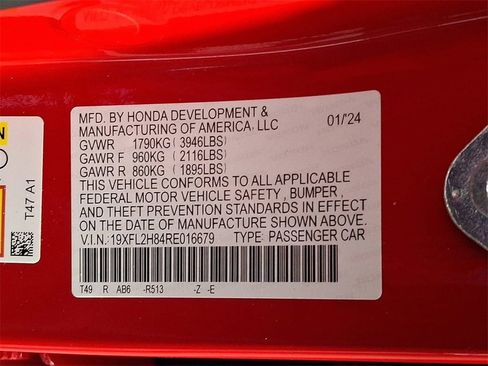 MFD. BY HONDA DEVELOPMENT &
MANUFACTURING OF AMERICA, LLC 01/'24
GVWR 1790KG ( 3946LBS)
GAWR F 960KG ( 2116LBS)
GAWR R 860KG ( 1895LBS)
THIS VEHICLE CONFORMS TO ALL APPLICABLE
FEDERAL MOTOR VEHICLE SAFETY , BUMPER ,
AND THEFT PREVENTION STANDARDS IN EFFECT
ON THE DATE OF MANUFACTURE SHOWN ABOVE.
V.I.N.: 19XFL2H84RE016679 TYPE: PASSENGER CAR
T49 R AB6 -R513 -Z -E
T47 A1